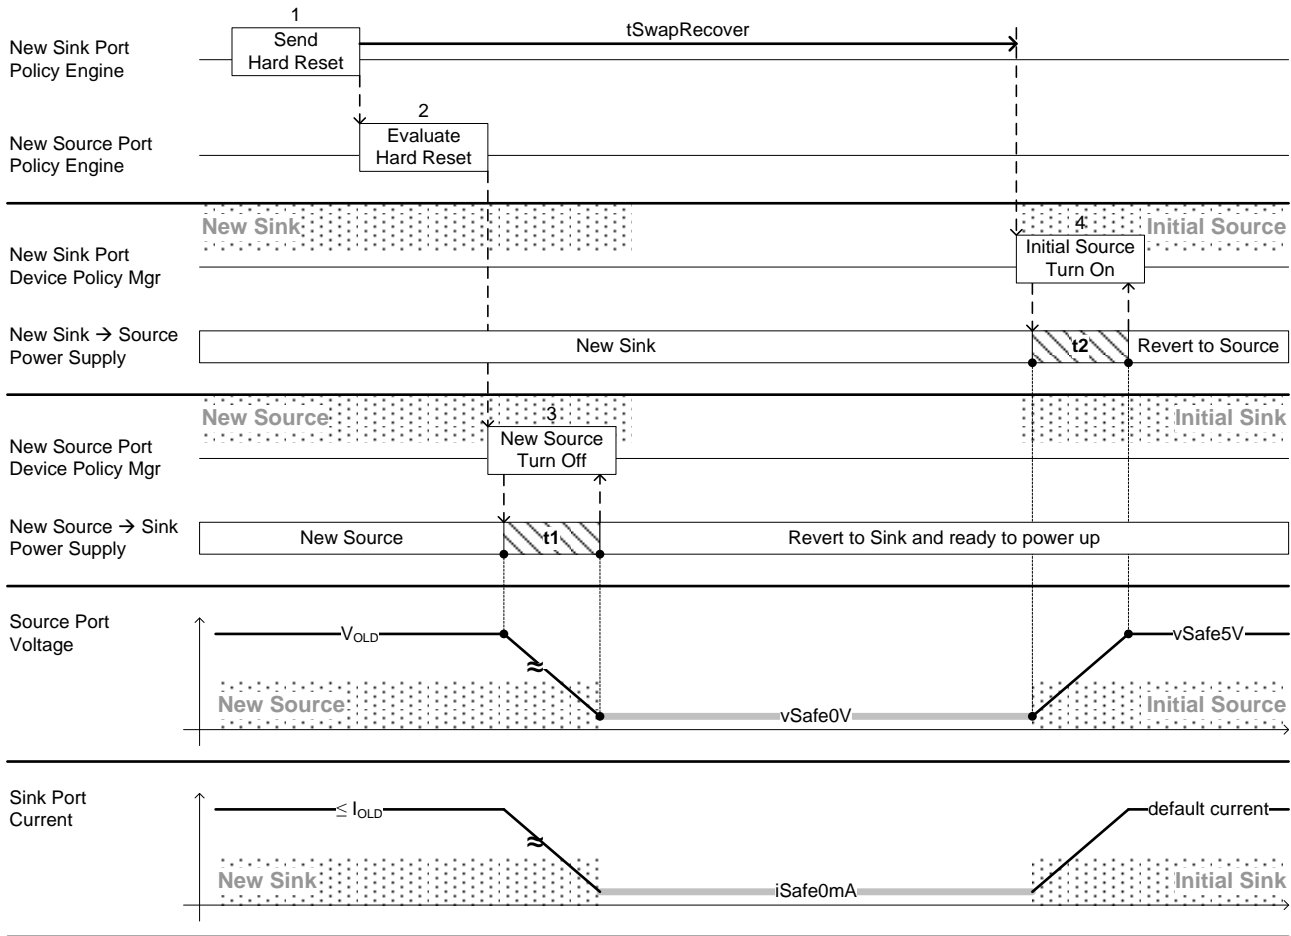 1
tSwapRecover
New Sink Port
Policy Engine
Send
Hard Reset
2
New Source Port
Policy Engine
Evaluate
Hard Reset
New Sink
4
Initial Source
New Sink Port
Device Policy Mgr
Initial Source
Turn On
New Sink → Source
Power Supply
New Sink
t2
Revert to Source
New Source
3
Initial Sink
New Source Port
Device Policy Mgr
New Source
Turn Off
New Source → Sink
Power Supply
New Source
t1
Revert to Sink and ready to power up
Source Port
Voltage
VOLD
vSafe5V
New Source
vSafe0V
Initial Source
Sink Port
Current
≤ IOLD
default current
New Sink
iSafe0mA
Initial Sink